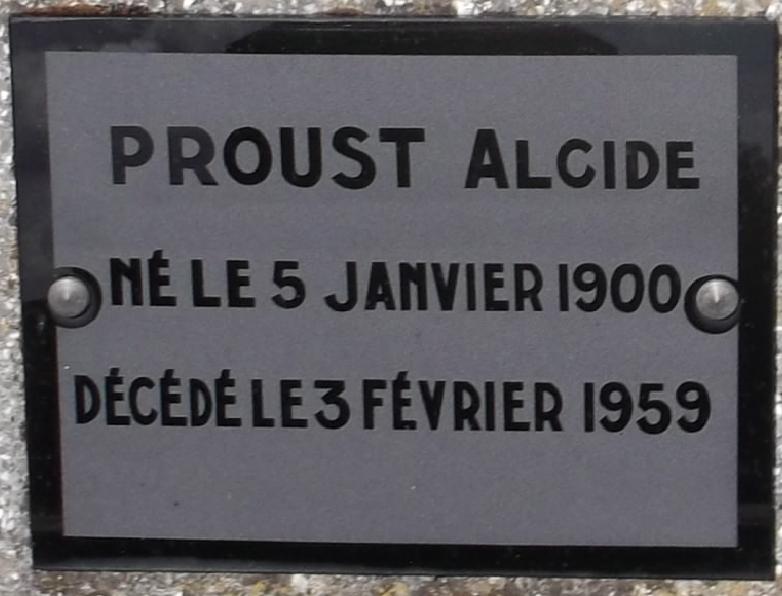 PROUST ALCIDE
NÉ LE 5 JANVIER 1900
DÉCÉDÉ LE 3 FÉVRIER 1959